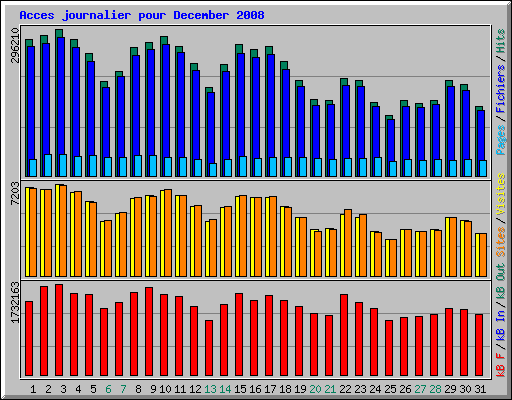 Acces journalier pour December 2008
296210
7203
1732163
Pages / Fichiers / Hits
Sites / Visites
kB F / kB In / kB Out
1 2 3 4 5 6 7 8 9 10 11 12 13 14 15 16 17 18 19 20 21 22 23 24 25 26 27 28 29 30 31